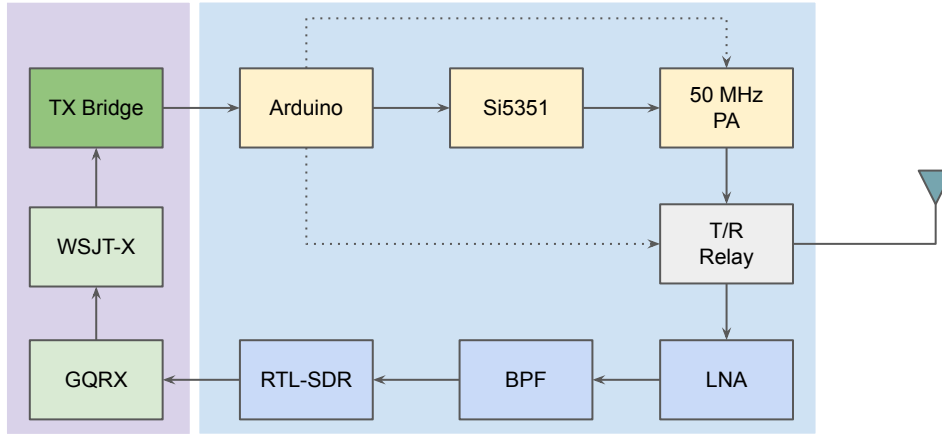 TX Bridge
Arduino
Si5351
50 MHz
PA
WSJT-X
T/R
Relay
GQRX
RTL-SDR
BPF
LNA